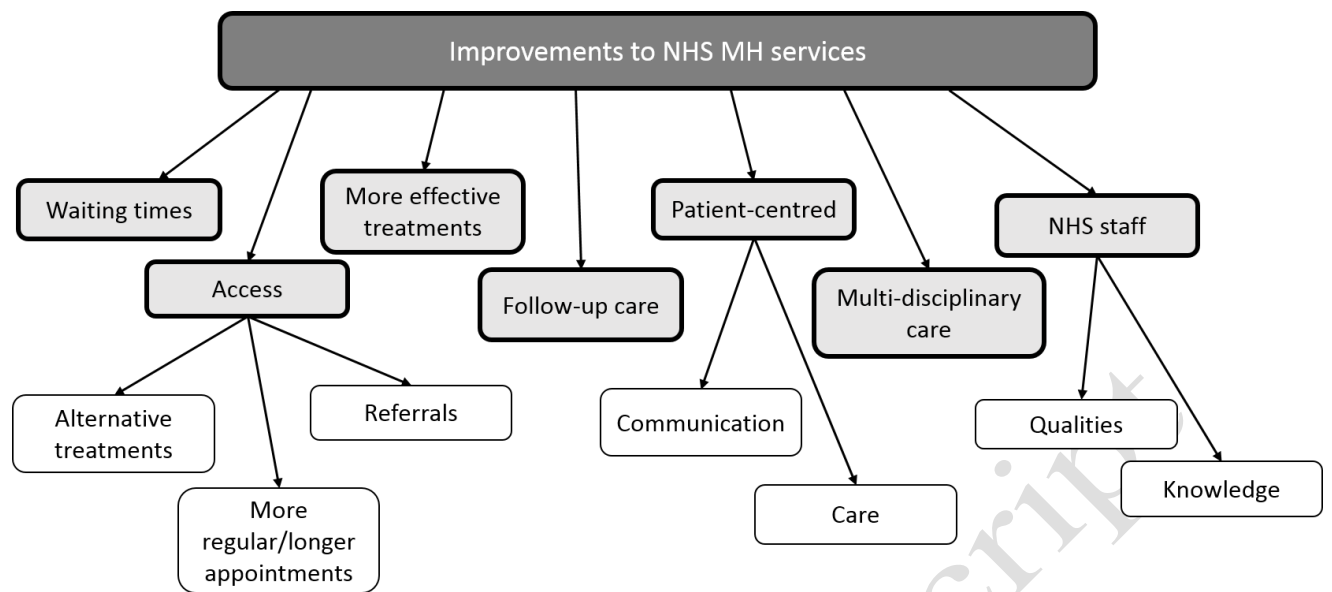 Improvements to NHS MH services
Waiting times
More effective
treatments
Patient-centred
NHS staff
Access
Follow-up care
Multi-disciplinary
care
Alternative
treatments
Referrals
Communication
Qualities
More
regular/longer
appointments
Care
Knowledge
cript